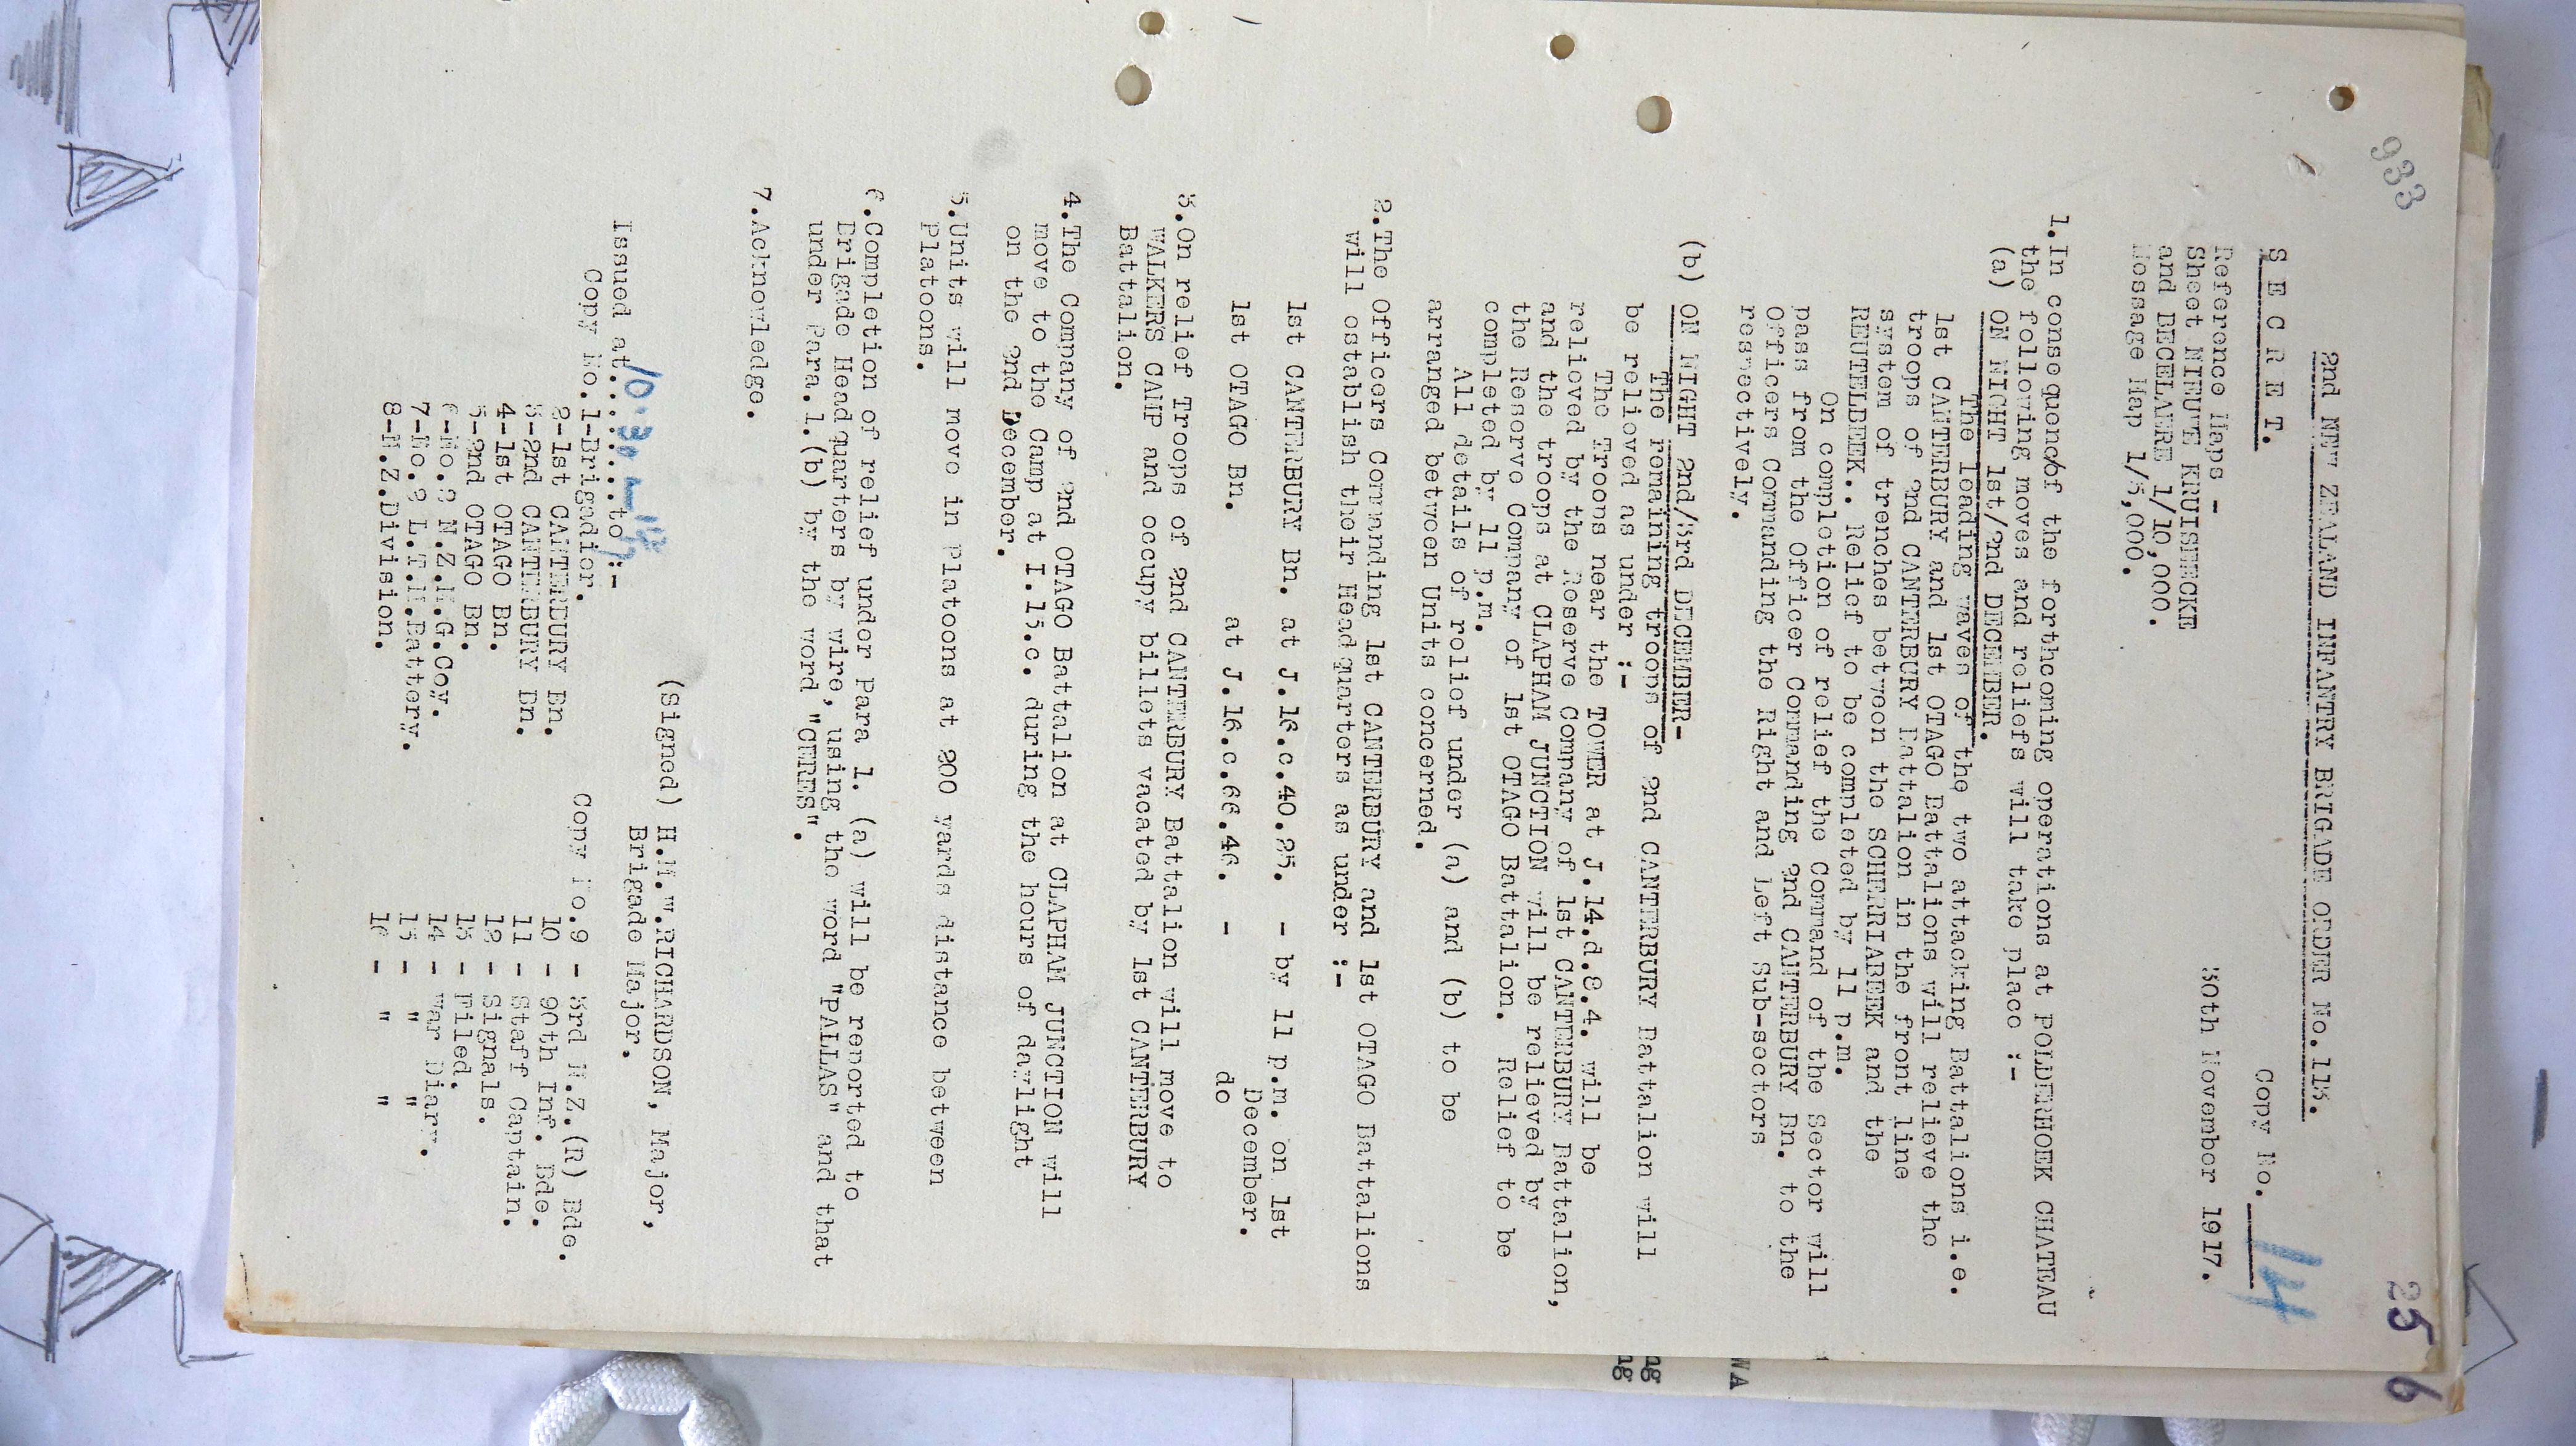 933
25
6
2nd NEW ZEALAND INFANTRY BRIGADE ORDER No.113.
S E C R E T.
Copy No. 14
Reference Maps -
30th November 1917.
Sheet NIEUVE KRUISEECKE
and BECELAERE 1/10,000.
Message Map 1/5,000.
1.In consequenc of the forthcoming operations at POLDERHOEK CHATEAU
the following moves and reliefs will take place :-
(a) ON NIGHT 1st/2nd DECEMBER.
The leading waves of the two attacking Battalions i.e.
1st CANTERBURY and 1st OTAGO Battalions will relieve the
troops of 2nd CANTERBURY Battalion in the front line
system of trenches between the SCHERRIABEEK and the
REUTELBEEK.. Relief to be completed by 11 p.m.
On completion of relief the Command of the Sector will
pass from the Officer Commanding 2nd CANTERBURY Bn. to the
Officers Commanding the Right and Left Sub-sectors
respectively.
(b) ON NIGHT 2nd/3rd DECEMBER-
The remaining troops of 2nd CANTERBURY Battalion will
be relieved as under :-
The Troops near the TOWER at J.14.d.8.4. will be
relieved by the Reserve Company of 1st CANTERBURY Battalion,
and the troops at CLAPHAM JUNCTION will be relieved by
the Reserve Company of 1st OTAGO Battalion. Relief to be
completed by 11 p.m.
All details of relief under (a) and (b) to be
arranged between Units concerned.
2.The Officers Commanding 1st CANTERBURY and 1st OTAGO Battalions
will establish their Headquarters as under :-
1st CANTERBURY Bn. at J.16.c.40.25. - by 11 p.m. on 1st
December.
1st OTAGO Bn. at J.16.c.66.46. - do
3.On relief Troops of 2nd CANTERBURY Battalion will move to
WALKERS CAMP and occupy billets vacated by 1st CANTERBURY
Battalion.
4.The Company of 2nd OTAGO Battalion at CLAPHAM JUNCTION will
move to the Camp at I.15.c. during the hours of daylight
on the 2nd December.
5.Units will move in Platoons at 200 yards distance between
Platoons.
6.Completion of relief under Para 1. (a) will be reported to
Brigade Headquarters by wire, using the word "PALLAS" and that
under Para.1.(b) by the word "CERES".
7.Acknowledge.
(Signed) H.M.W.RICHARDSON, Major,
Brigade Major.
Issued at 10.30 to :-
Copy No.1-Brigadier.
2-1st CANTERBURY Bn.
3-2nd CANTERBURY Bn.
4-1st OTAGO Bn.
5-2nd OTAGO Bn.
6-No.2 N.Z.M.G.Coy.
7-No.2 L.T.M.Battery.
8-N.Z.Division.
Copy No.9 - 3rd N.Z.(R) Bde.
10 - 90th Inf. Bde.
11 - Staff Captain.
12 - Signals.
13 - Filed.
14 - War Diary.
15 - " "
16 - " "
WA
ng
ng